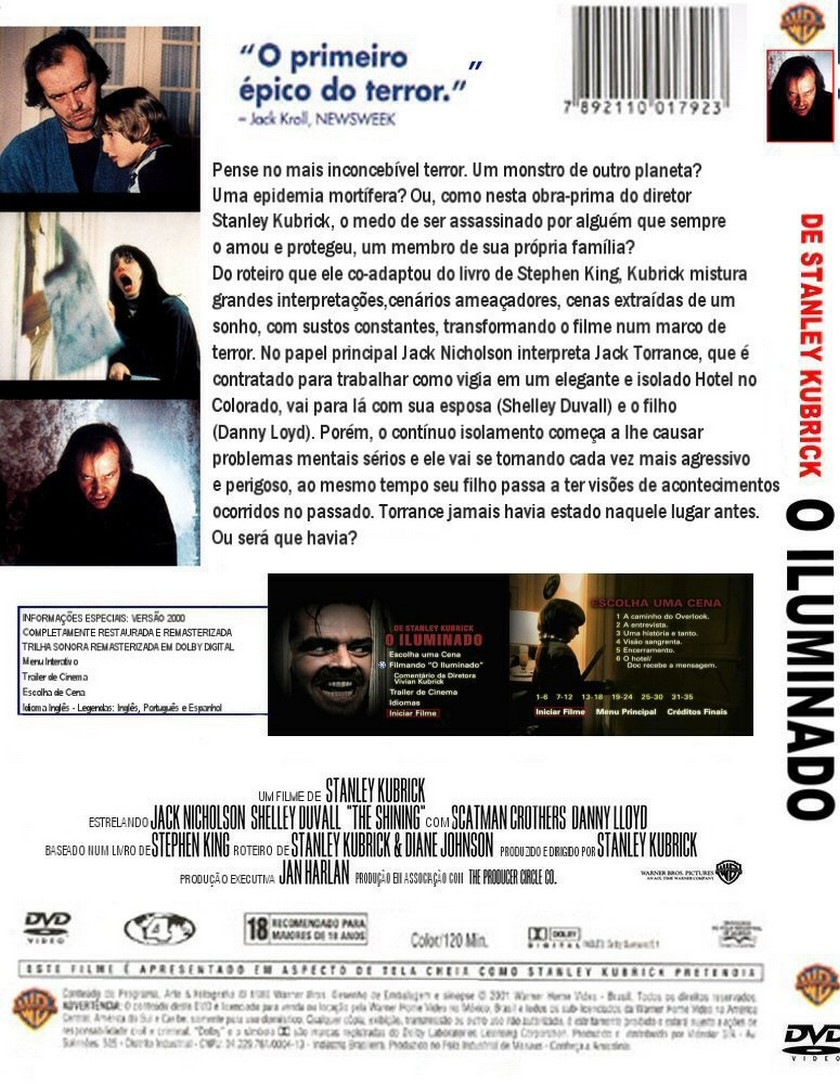 “O primeiro
épico do terror.”
”
– Jack Kroll, NEWSWEEK
7 892110 017923
Pense no mais inconcebível terror. Um monstro de outro planeta?
Uma epidemia mortífera? Ou, como nesta obra-prima do diretor
Stanley Kubrick, o medo de ser assassinado por alguém que sempre
o amou e protegeu, um membro de sua própria família?
Do roteiro que ele co-adaptou do livro de Stephen King, Kubrick mistura
grandes interpretações,cenários ameaçadores, cenas extraídas de um
sonho, com sustos constantes, transformando o filme num marco de
terror. No papel principal Jack Nicholson interpreta Jack Torrance, que é
contratado para trabalhar como vigia em um elegante e isolado Hotel no
Colorado, vai para lá com sua esposa (Shelley Duvall) e o filho
(Danny Loyd). Porém, o contínuo isolamento começa a lhe causar
problemas mentais sérios e ele vai se tornando cada vez mais agressivo
e perigoso, ao mesmo tempo seu filho passa a ter visões de acontecimentos
ocorridos no passado. Torrance jamais havia estado naquele lugar antes.
Ou será que havia?
INFORMAÇÕES ESPECIAIS: VERSÃO 2000
COMPLETAMENTE RESTAURADA E REMASTERIZADA
TRILHA SONORA REMASTERIZADA EM DOLBY DIGITAL
Menu Interativo
Trailer de Cinema
Escolha de Cena
Idioma Inglês - Legendas: Inglês, Português e Espanhol
DE STANLEY KUBRICK
O ILUMINADO
Escolha uma Cena
Filmando “O Iluminado”
Comentário da Diretora
Vivian Kubrick
Trailer de Cinema
Idiomas
Iniciar Filme
ESCOLHA UMA CENA
1 A caminho do Overlook.
2 A entrevista.
3 Uma história e tanto.
4 Visão sangrenta.
5 Encerramento.
6 O hotel/
Doc recebe a mensagem.
1-6 7-12 13-18 19-24 25-30 31-35
Iniciar Filme Menu Principal Créditos Finais
UM FILME DE STANLEY KUBRICK
ESTRELANDO JACK NICHOLSON SHELLEY DUVALL "THE SHINING" COM SCATMAN CROTHERS DANNY LLOYD
BASEADO NUM LIVRO DE STEPHEN KING ROTEIRO DE STANLEY KUBRICK & DIANE JOHNSON PRODUZIDO E DIRIGIDO POR STANLEY KUBRICK
PRODUÇÃO EXECUTIVA JAN HARLAN PRODUÇÃO EM ASSOCIAÇÃO COM THE PRODUCER CIRCLE CO.
WARNER BROS. PICTURES
AN AOL TIME WARNER COMPANY
DVD
VIDEO
4
18 RECOMENDADO PARA
MAIORES DE 18 ANOS
Color/120 Min.
DOLBY
DIGITAL
ESTE FILME É APRESENTADO EM ASPECTO DE TELA CHEIA COMO STANLEY KUBRICK PRETENDIA
DE STANLEY KUBRICK O ILUMINADO
DVD
VIDEO